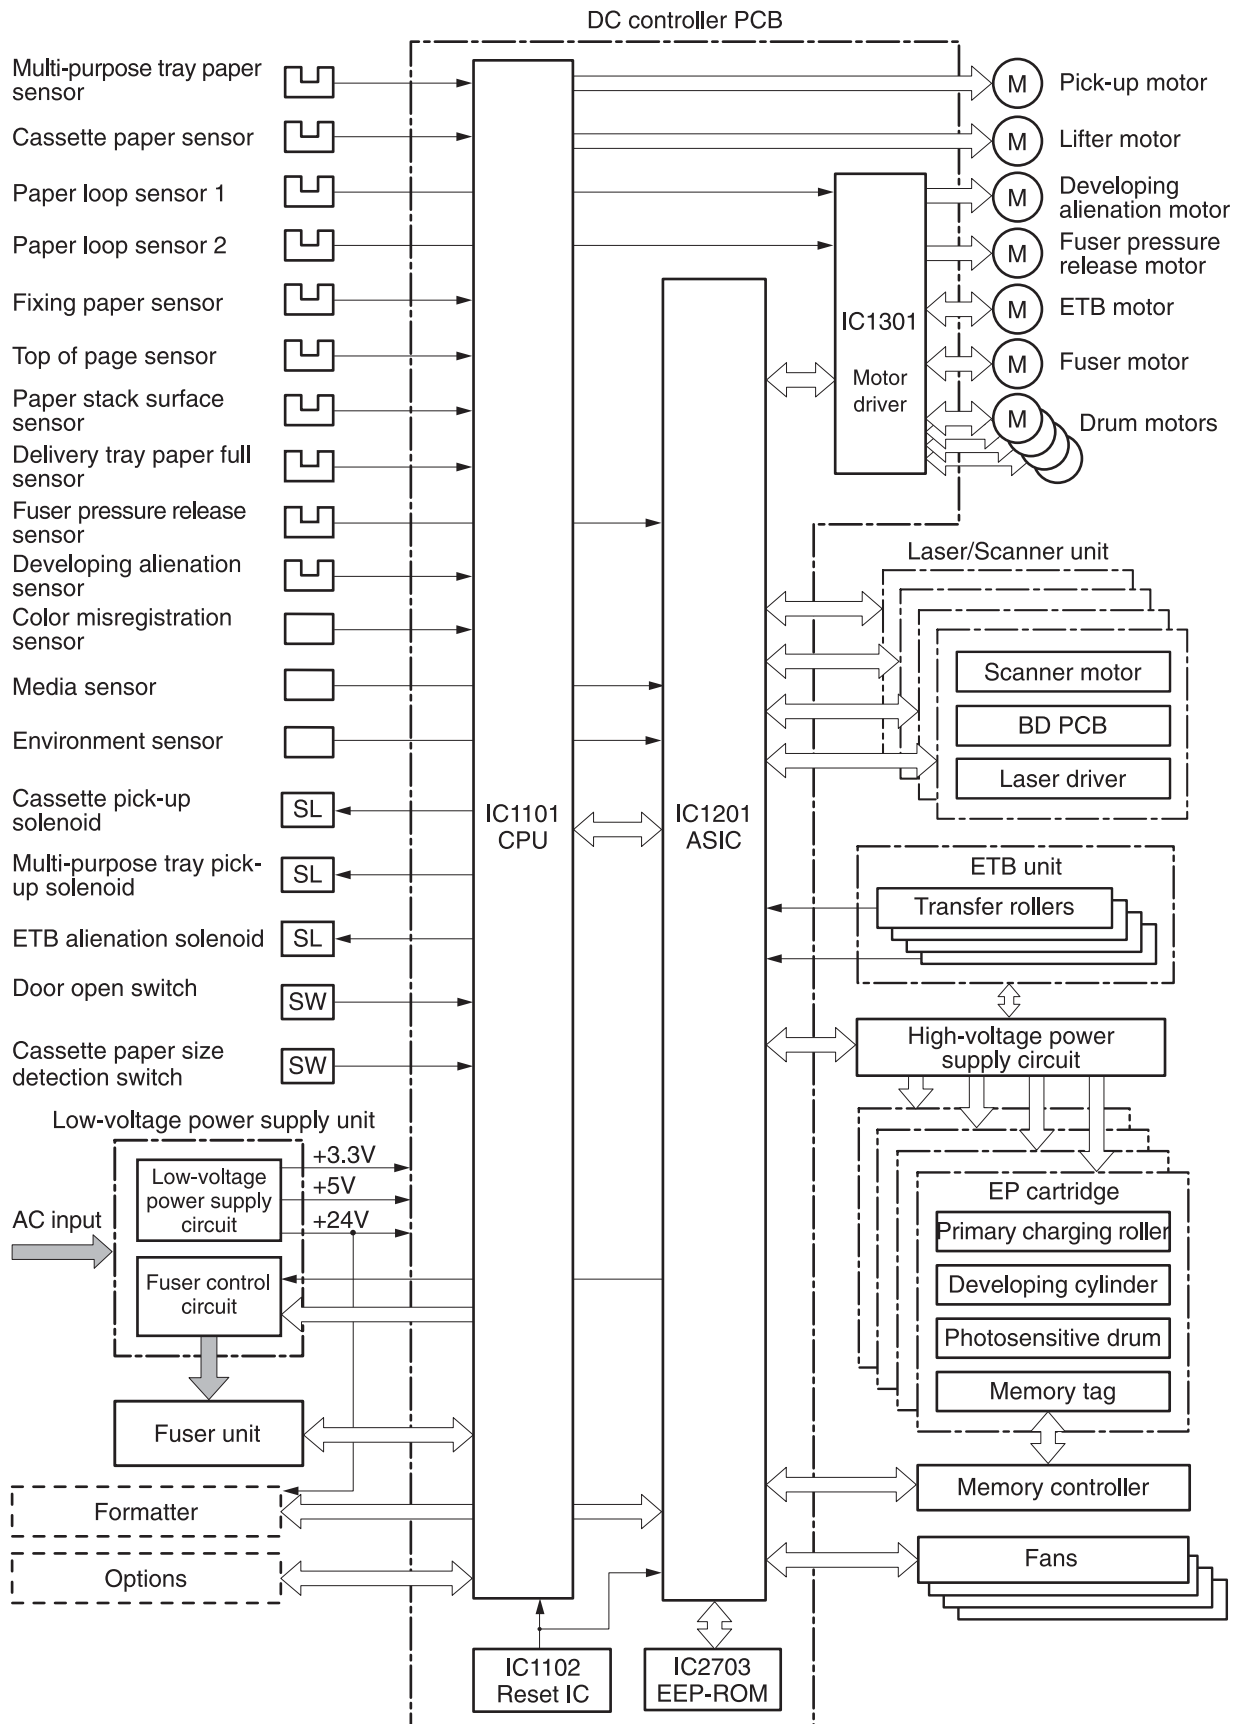 DC controller PCB
Multi-purpose tray paper
sensor
Cassette paper sensor
Paper loop sensor 1
Paper loop sensor 2
Fixing paper sensor
Top of page sensor
Paper stack surface
sensor
Delivery tray paper full
sensor
Fuser pressure release
sensor
Developing alienation
sensor
Color misregistration
sensor
Media sensor
Environment sensor
Cassette pick-up
solenoid
SL
Multi-purpose tray pick-
up solenoid
SL
ETB alienation solenoid
SL
Door open switch
SW
Cassette paper size
detection switch
SW
Low-voltage power supply unit
AC input
Low-voltage
power supply
circuit
+3.3V
+5V
+24V
Fuser control
circuit
Fuser unit
Formatter
Options
IC1101
CPU
IC1201
ASIC
IC1102
Reset IC
IC2703
EEP-ROM
IC1301
Motor
driver
M
Pick-up motor
M
Lifter motor
M
Developing
alienation motor
M
Fuser pressure
release motor
M
ETB motor
M
Fuser motor
M
Drum motors
Laser/Scanner unit
Scanner motor
BD PCB
Laser driver
ETB unit
Transfer rollers
High-voltage power
supply circuit
EP cartridge
Primary charging roller
Developing cylinder
Photosensitive drum
Memory tag
Memory controller
Fans